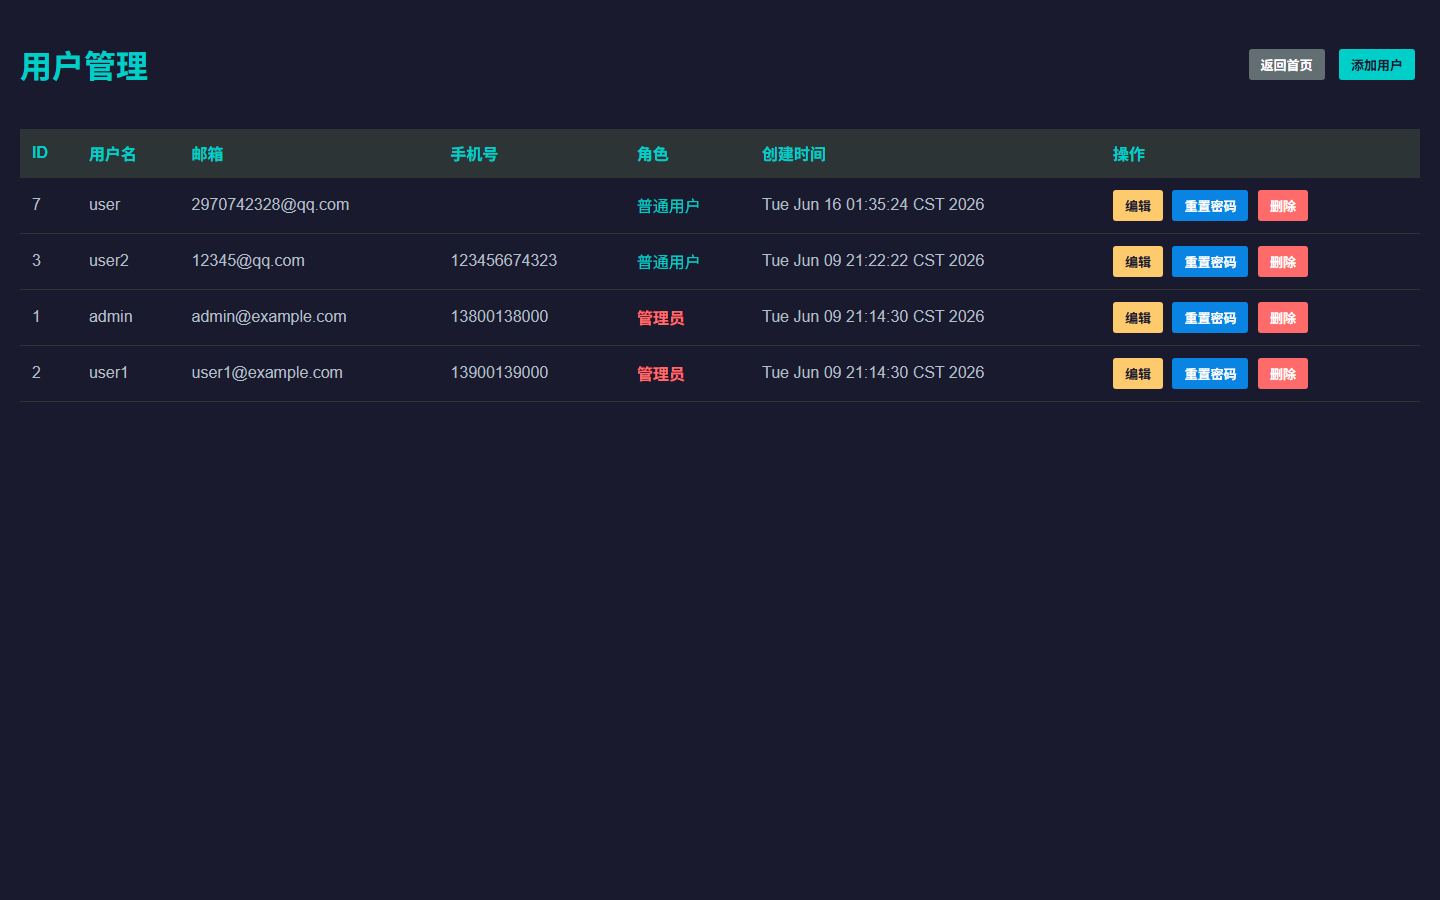 用户管理
返回首页 添加用户
ID 用户名 邮箱 手机号 角色 创建时间 操作
7 user 2970742328@qq.com 普通用户 Tue Jun 16 01:35:24 CST 2026 编辑 重置密码 删除
3 user2 12345@qq.com 123456674323 普通用户 Tue Jun 09 21:22:22 CST 2026 编辑 重置密码 删除
1 admin admin@example.com 13800138000 管理员 Tue Jun 09 21:14:30 CST 2026 编辑 重置密码 删除
2 user1 user1@example.com 13900139000 管理员 Tue Jun 09 21:14:30 CST 2026 编辑 重置密码 删除